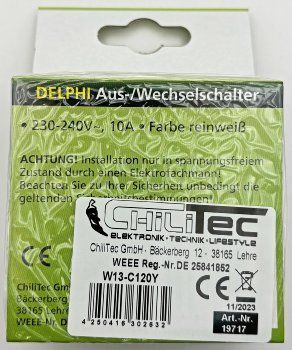 DELPHI Aus-/Wechselschalter
• 230-240V~, 10A • Farbe reinweiß
ACHTUNG! Installation nur in spannungsfreiem
Zustand durch einen Elektrofachmann!
Beachten Sie zu Ihrer Sicherheit unbedingt
die geltenden
CHILITEC
ELEKTRONIK - TECHNIK - LIFESTYLE
ChiliTec GmbH · Bäckerberg 12 · 38165 Lehre
WEEE Reg.-Nr. DE 25841852
W13-C120Y
4 250416 302632
CE
11/2023
Art.-Nr.
19717
CE
ChiliTec GmbH
Bäckerberg
38165